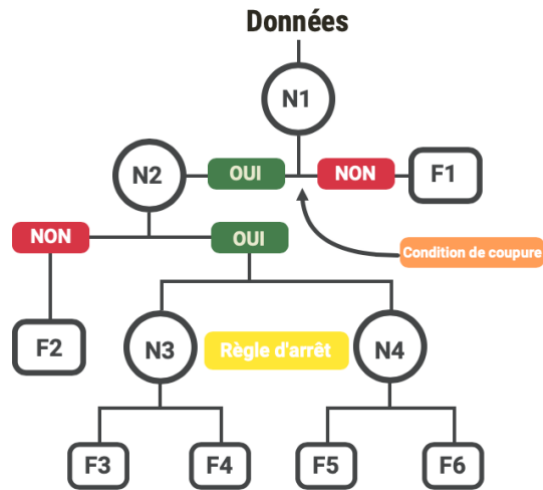 Données
N1
N2
OUI
NON
F1
NON
OUI
Condition de coupure
F2
N3
Règle d'arrêt
N4
F3
F4
F5
F6